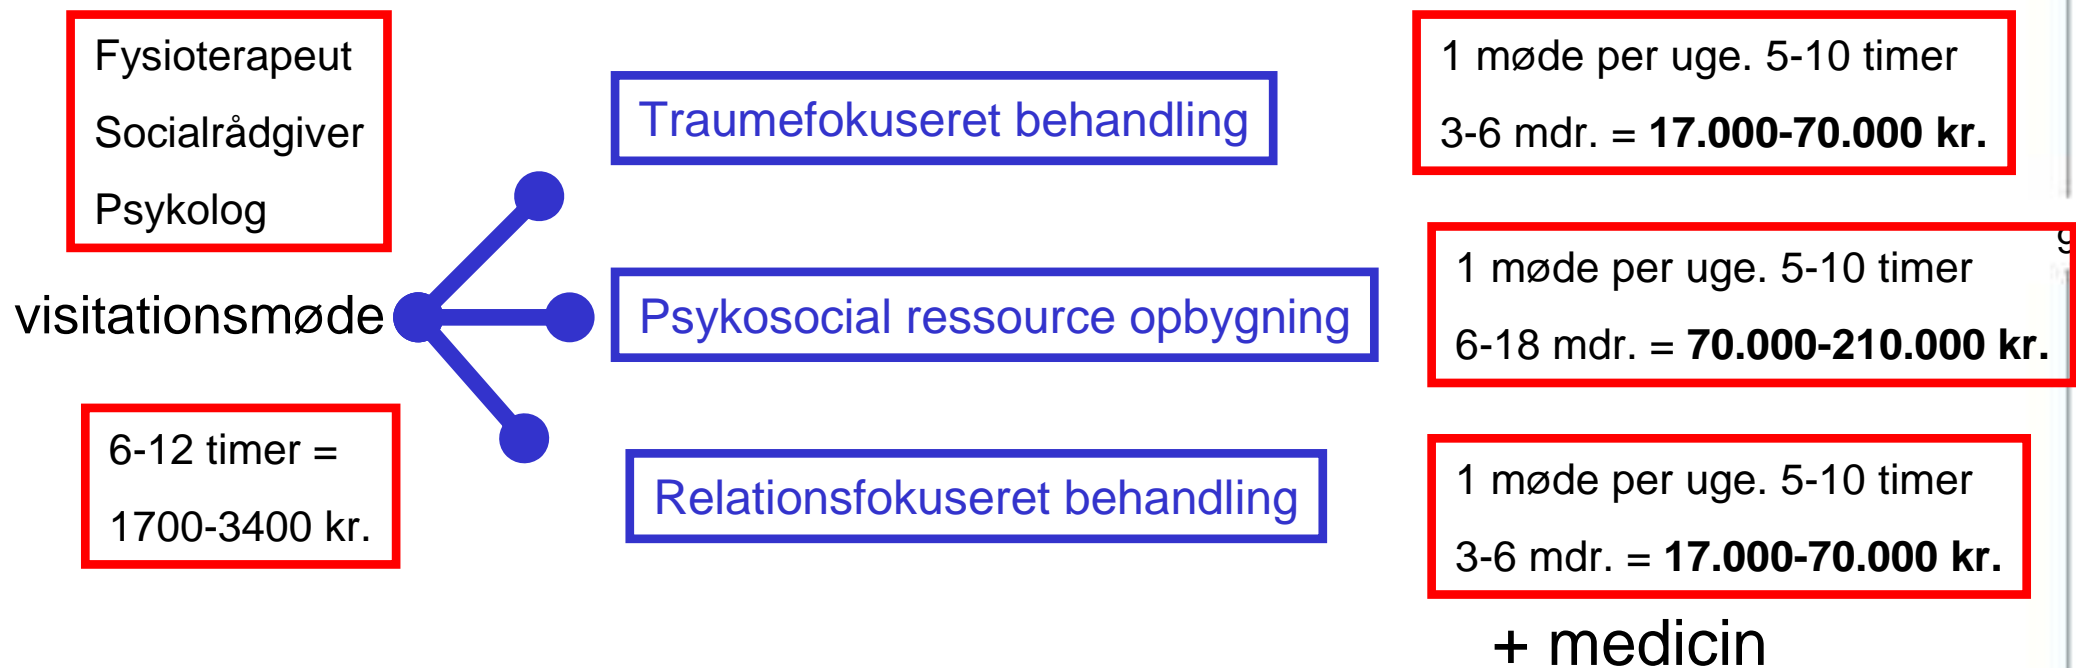 Fysioterapeut
Socialrådgiver
Psykolog
visitationsmøde
6-12 timer =
1700-3400 kr.
Traumefokuseret behandling
Psykosocial ressource opbygning
Relationsfokuseret behandling
1 møde per uge. 5-10 timer
3-6 mdr. = 17.000-70.000 kr.
1 møde per uge. 5-10 timer
6-18 mdr. = 70.000-210.000 kr.
1 møde per uge. 5-10 timer
3-6 mdr. = 17.000-70.000 kr.
+ medicin